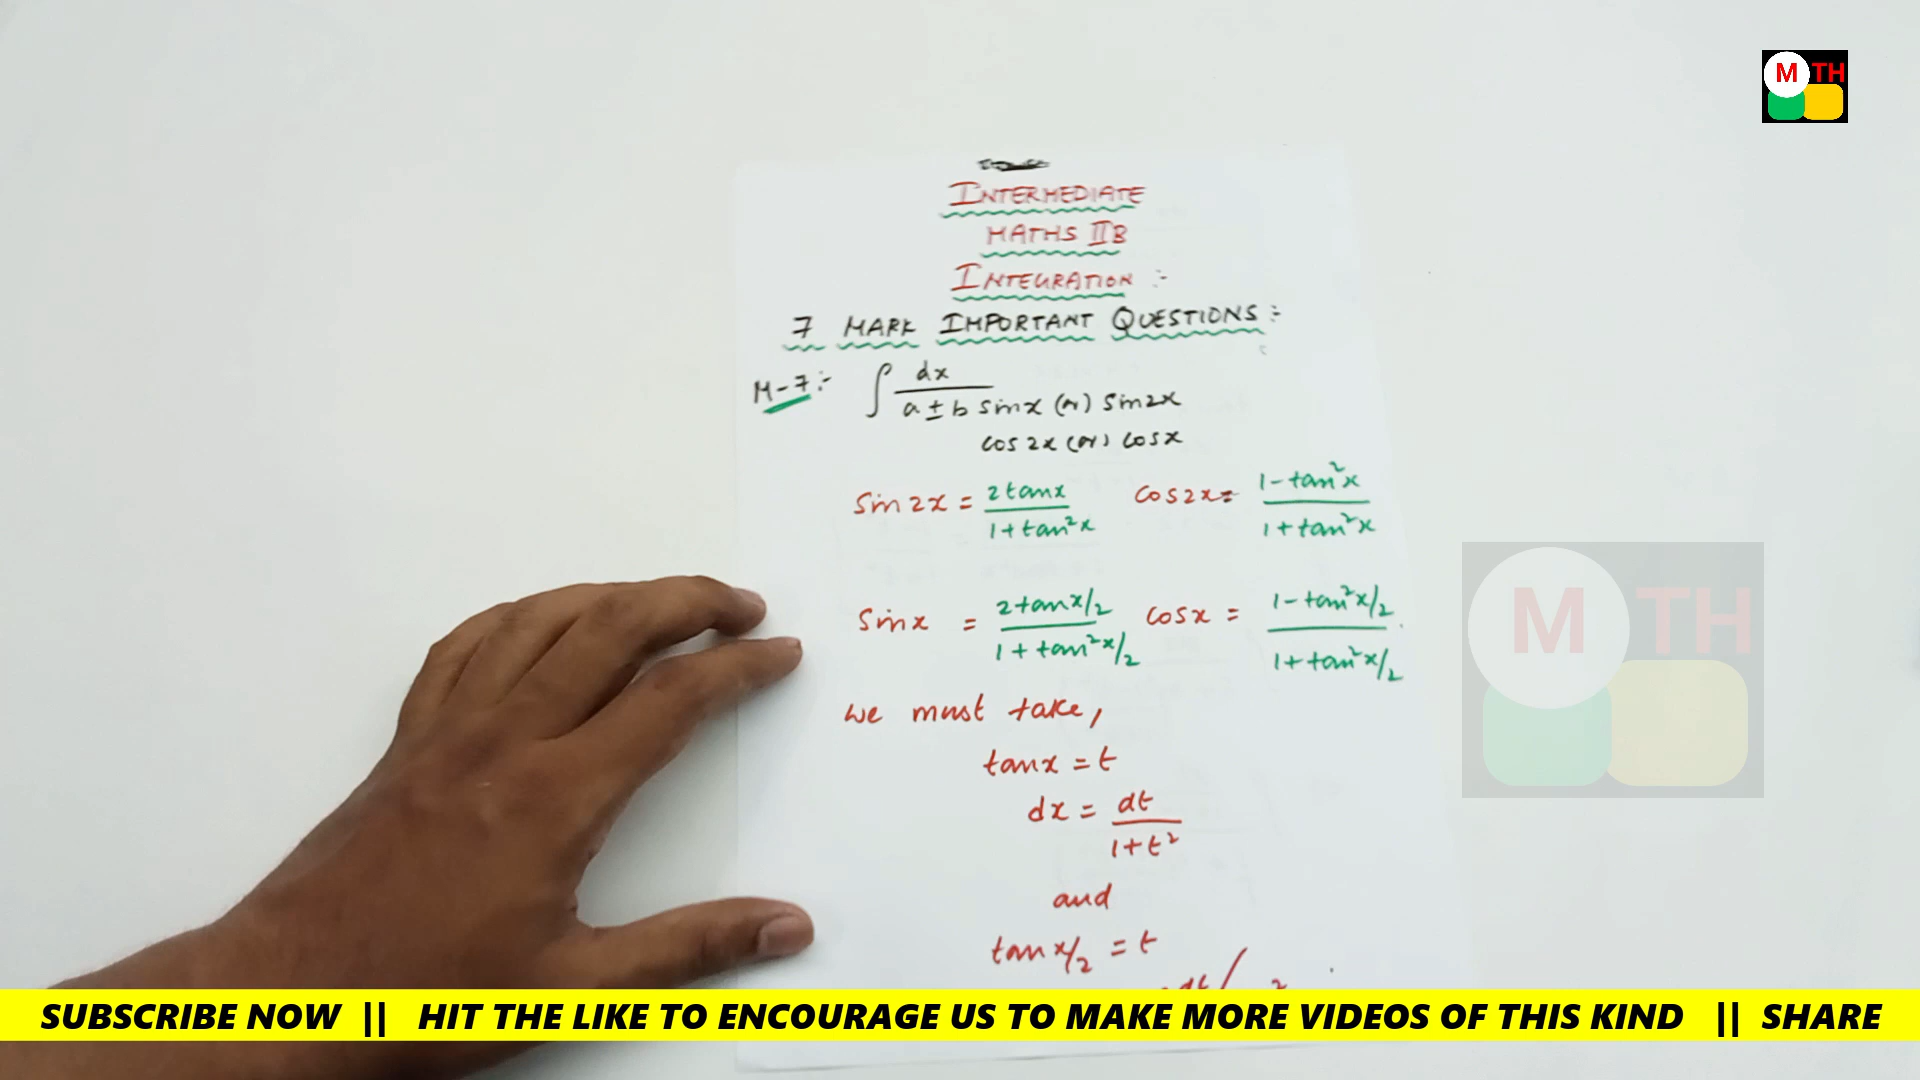 M TH
INTERMEDIATE
MATHS IIB
INTEGRATION :-
7 MARK IMPORTANT QUESTIONS :-
M-7:- ∫ dx / a ± b sinx (or) sin2x
cos 2x (or) cosx
Sin 2x = 2tanx / 1+tan²x cos2x = 1-tan²x / 1+tan²x
Sinx = 2tanx/2 / 1+tan²x/2 cosx = 1-tan²x/2 / 1+tan²x/2
M TH
we must take,
tanx = t
dx = dt / 1+t²
and
tan x/2 = t
SUBSCRIBE NOW || HIT THE LIKE TO ENCOURAGE US TO MAKE MORE VIDEOS OF THIS KIND || SHARE